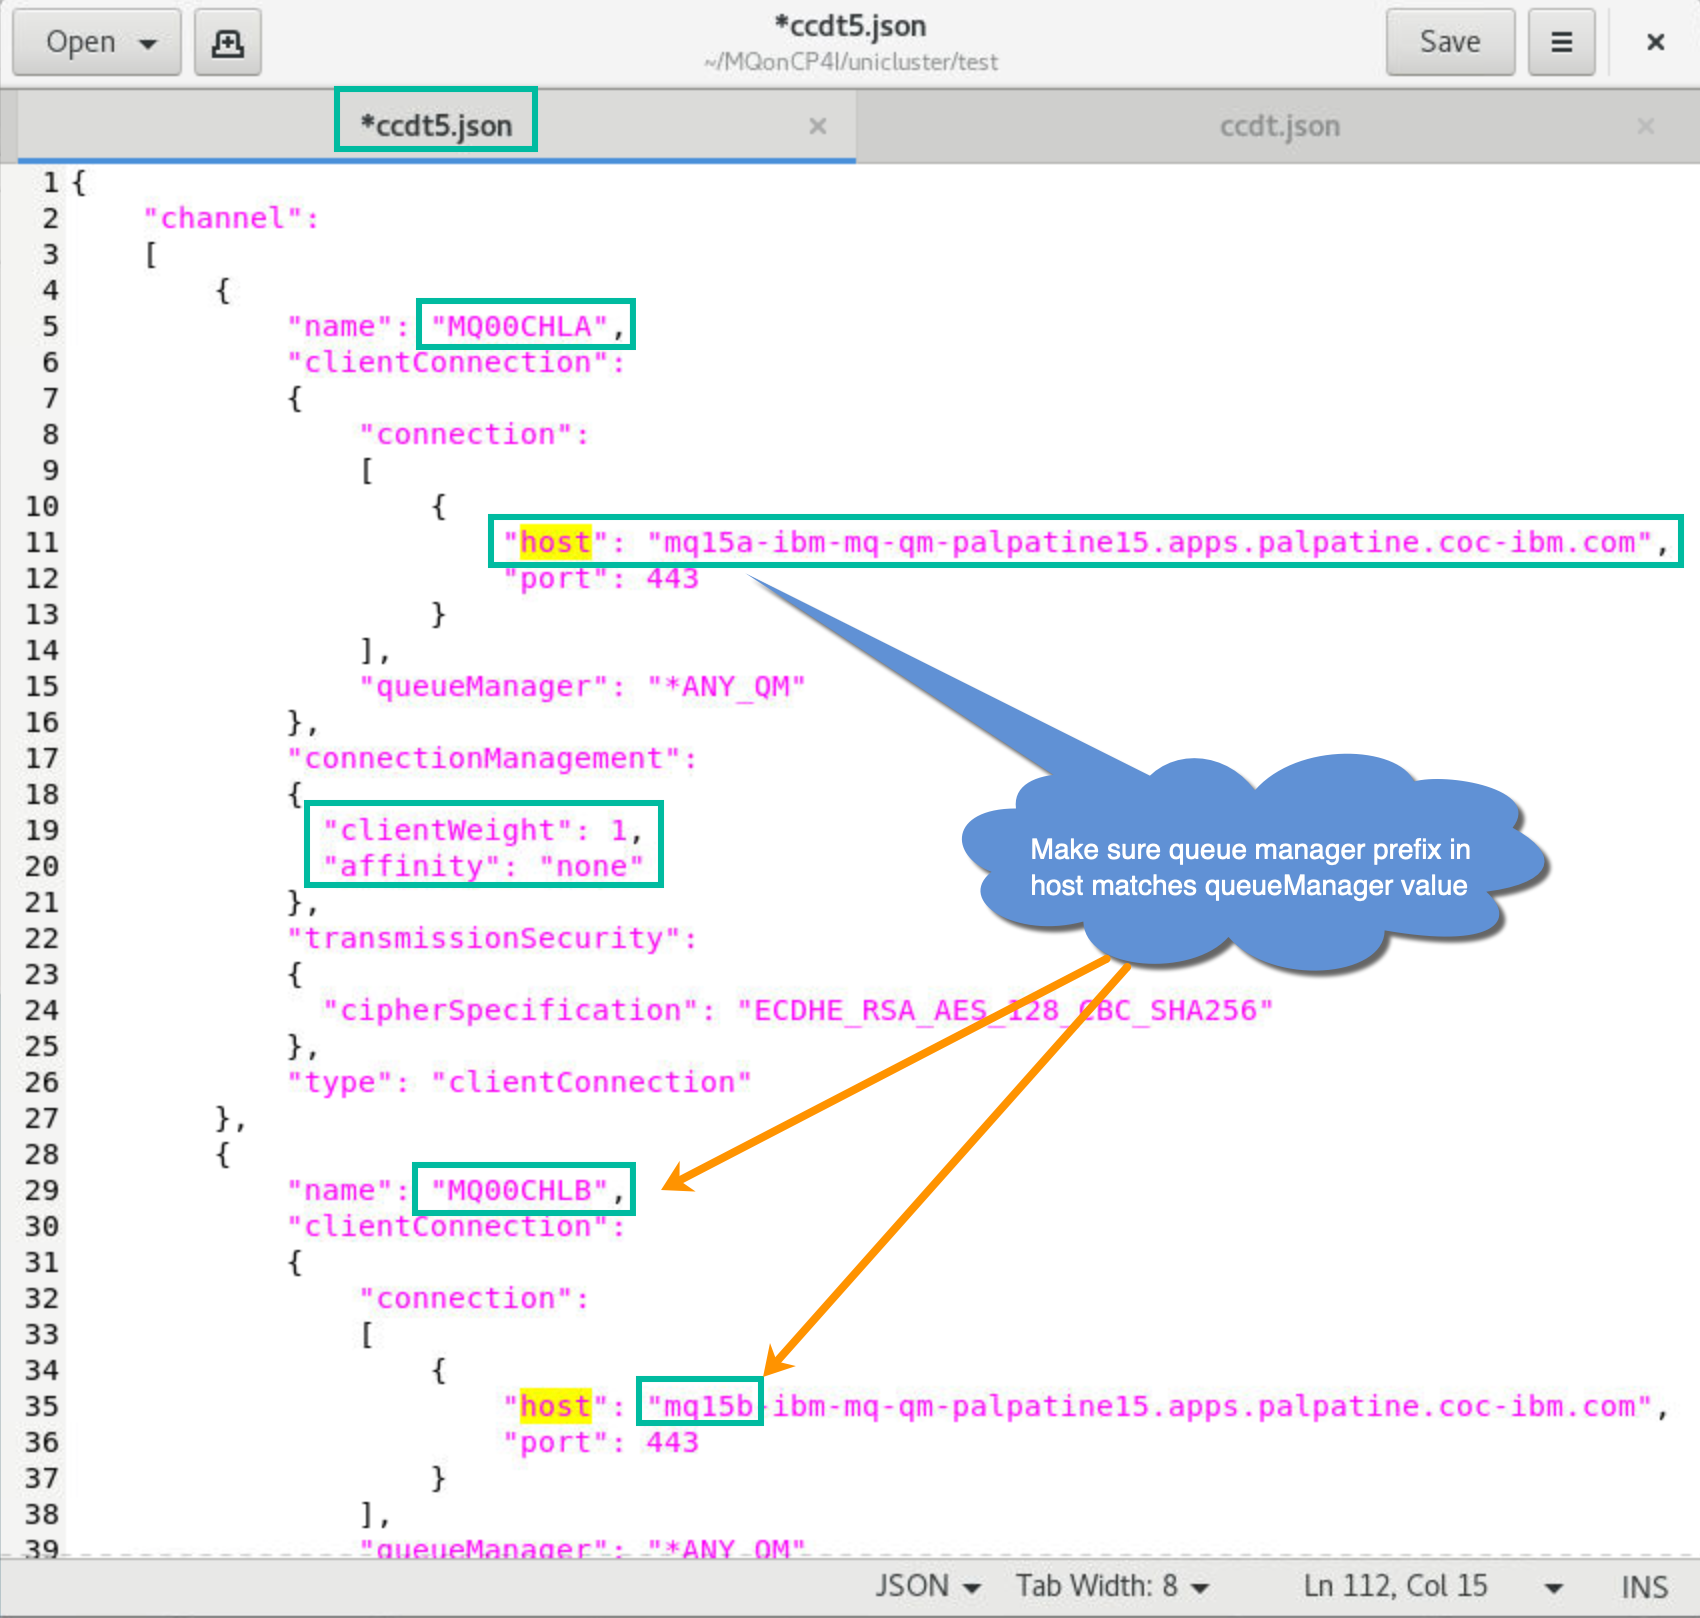 Open
*ccdt5.json
~/MQonCP4I/unicluster/test
Save
*ccdt5.json
ccdt.json
1 {
2 "channel":
3 [
4 {
5 "name": "MQ00CHLA",
6 "clientConnection":
7 {
8 "connection":
9 [
10 {
11 "host": "mq15a-ibm-mq-qm-palpatine15.apps.palpatine.coc-ibm.com",
12 "port": 443
13 }
14 ],
15 "queueManager": "*ANY_QM"
16 },
17 "connectionManagement":
18 {
19 "clientWeight": 1,
20 "affinity": "none"
21 },
22 "transmissionSecurity":
23 {
24 "cipherSpecification": "ECDHE_RSA_AES_128_CBC_SHA256"
25 },
26 "type": "clientConnection"
27 },
28 {
29 "name": "MQ00CHLB",
30 "clientConnection":
31 {
32 "connection":
33 [
34 {
35 "host": "mq15b-ibm-mq-qm-palpatine15.apps.palpatine.coc-ibm.com",
36 "port": 443
37 }
38 ],
39 "queueManager": "*ANY_QM"
Make sure queue manager prefix in
host matches queueManager value
JSON Tab Width: 8 Ln 112, Col 15 INS